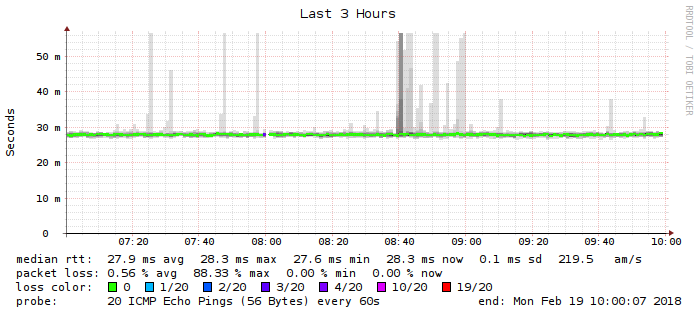 Last 3 Hours
RRDTOOL / TOBI OETIKER
Seconds
50 m
40 m
30 m
20 m
10 m
0
07:20 07:40 08:00 08:20 08:40 09:00 09:20 09:40 10:00
median rtt: 27.9 ms avg 28.3 ms max 27.6 ms min 28.3 ms now 0.1 ms sd 219.5 am/s
packet loss: 0.56 % avg 88.33 % max 0.00 % min 0.00 % now
loss color: 0 1/20 2/20 3/20 4/20 10/20 19/20
probe: 20 ICMP Echo Pings (56 Bytes) every 60s end: Mon Feb 19 10:00:07 2018